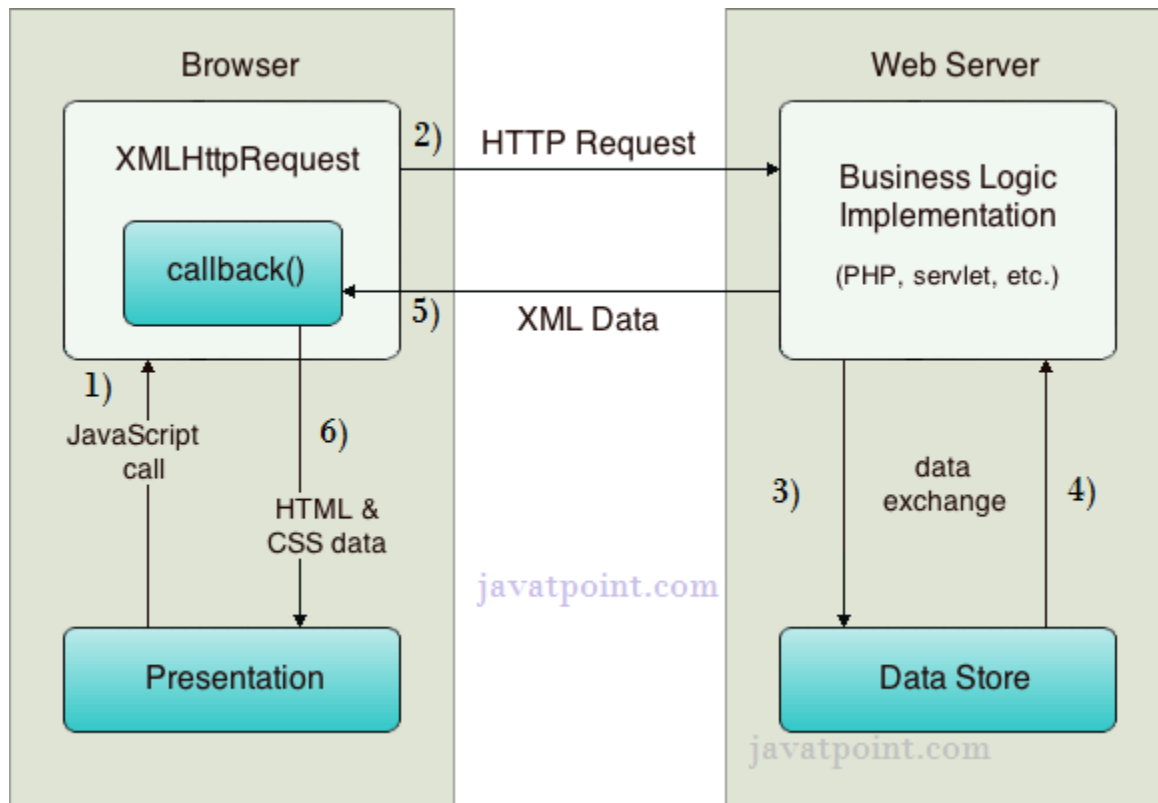 Browser
Web Server
XMLHttpRequest
2)
HTTP Request
Business Logic
Implementation
(PHP, servlet, etc.)
callback()
5)
XML Data
1)
JavaScript
call
6)
HTML &
CSS data
3)
data
exchange
4)
javatpoint.com
Presentation
Data Store
javatpoint.com